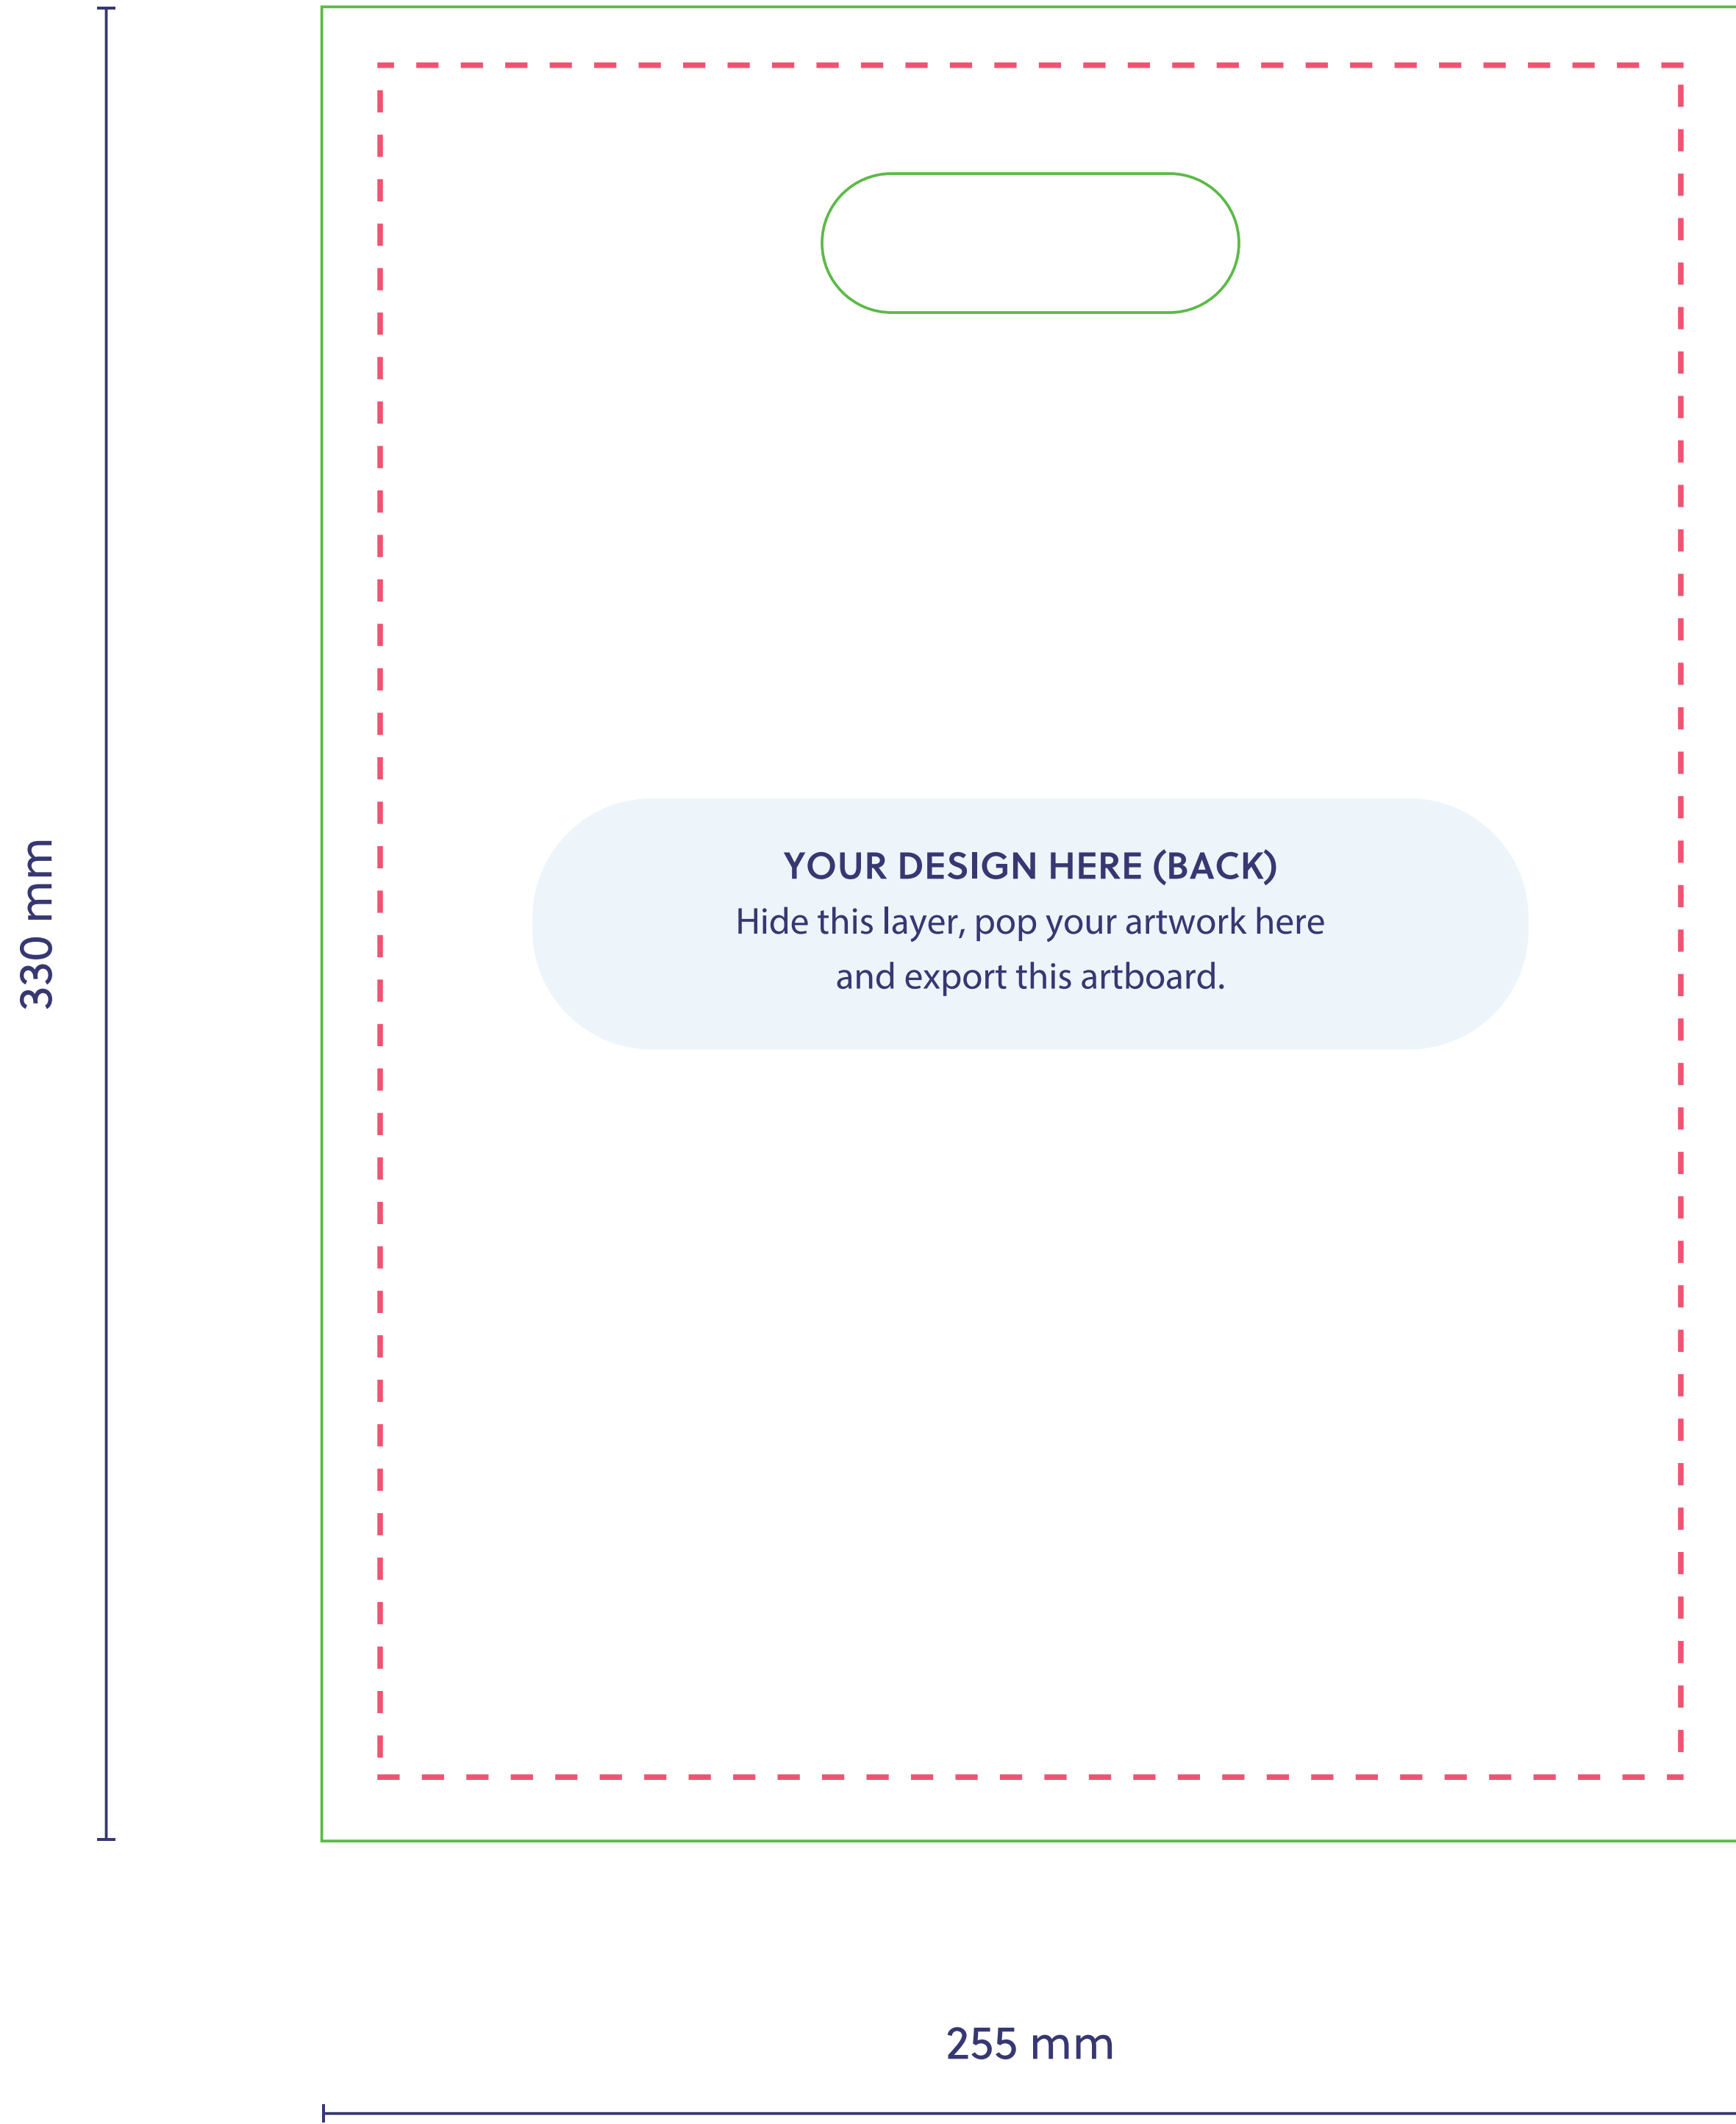 330 mm
YOUR DESIGN HERE (BACK)
Hide this layer, pop your artwork here
and export this artboard.
255 mm